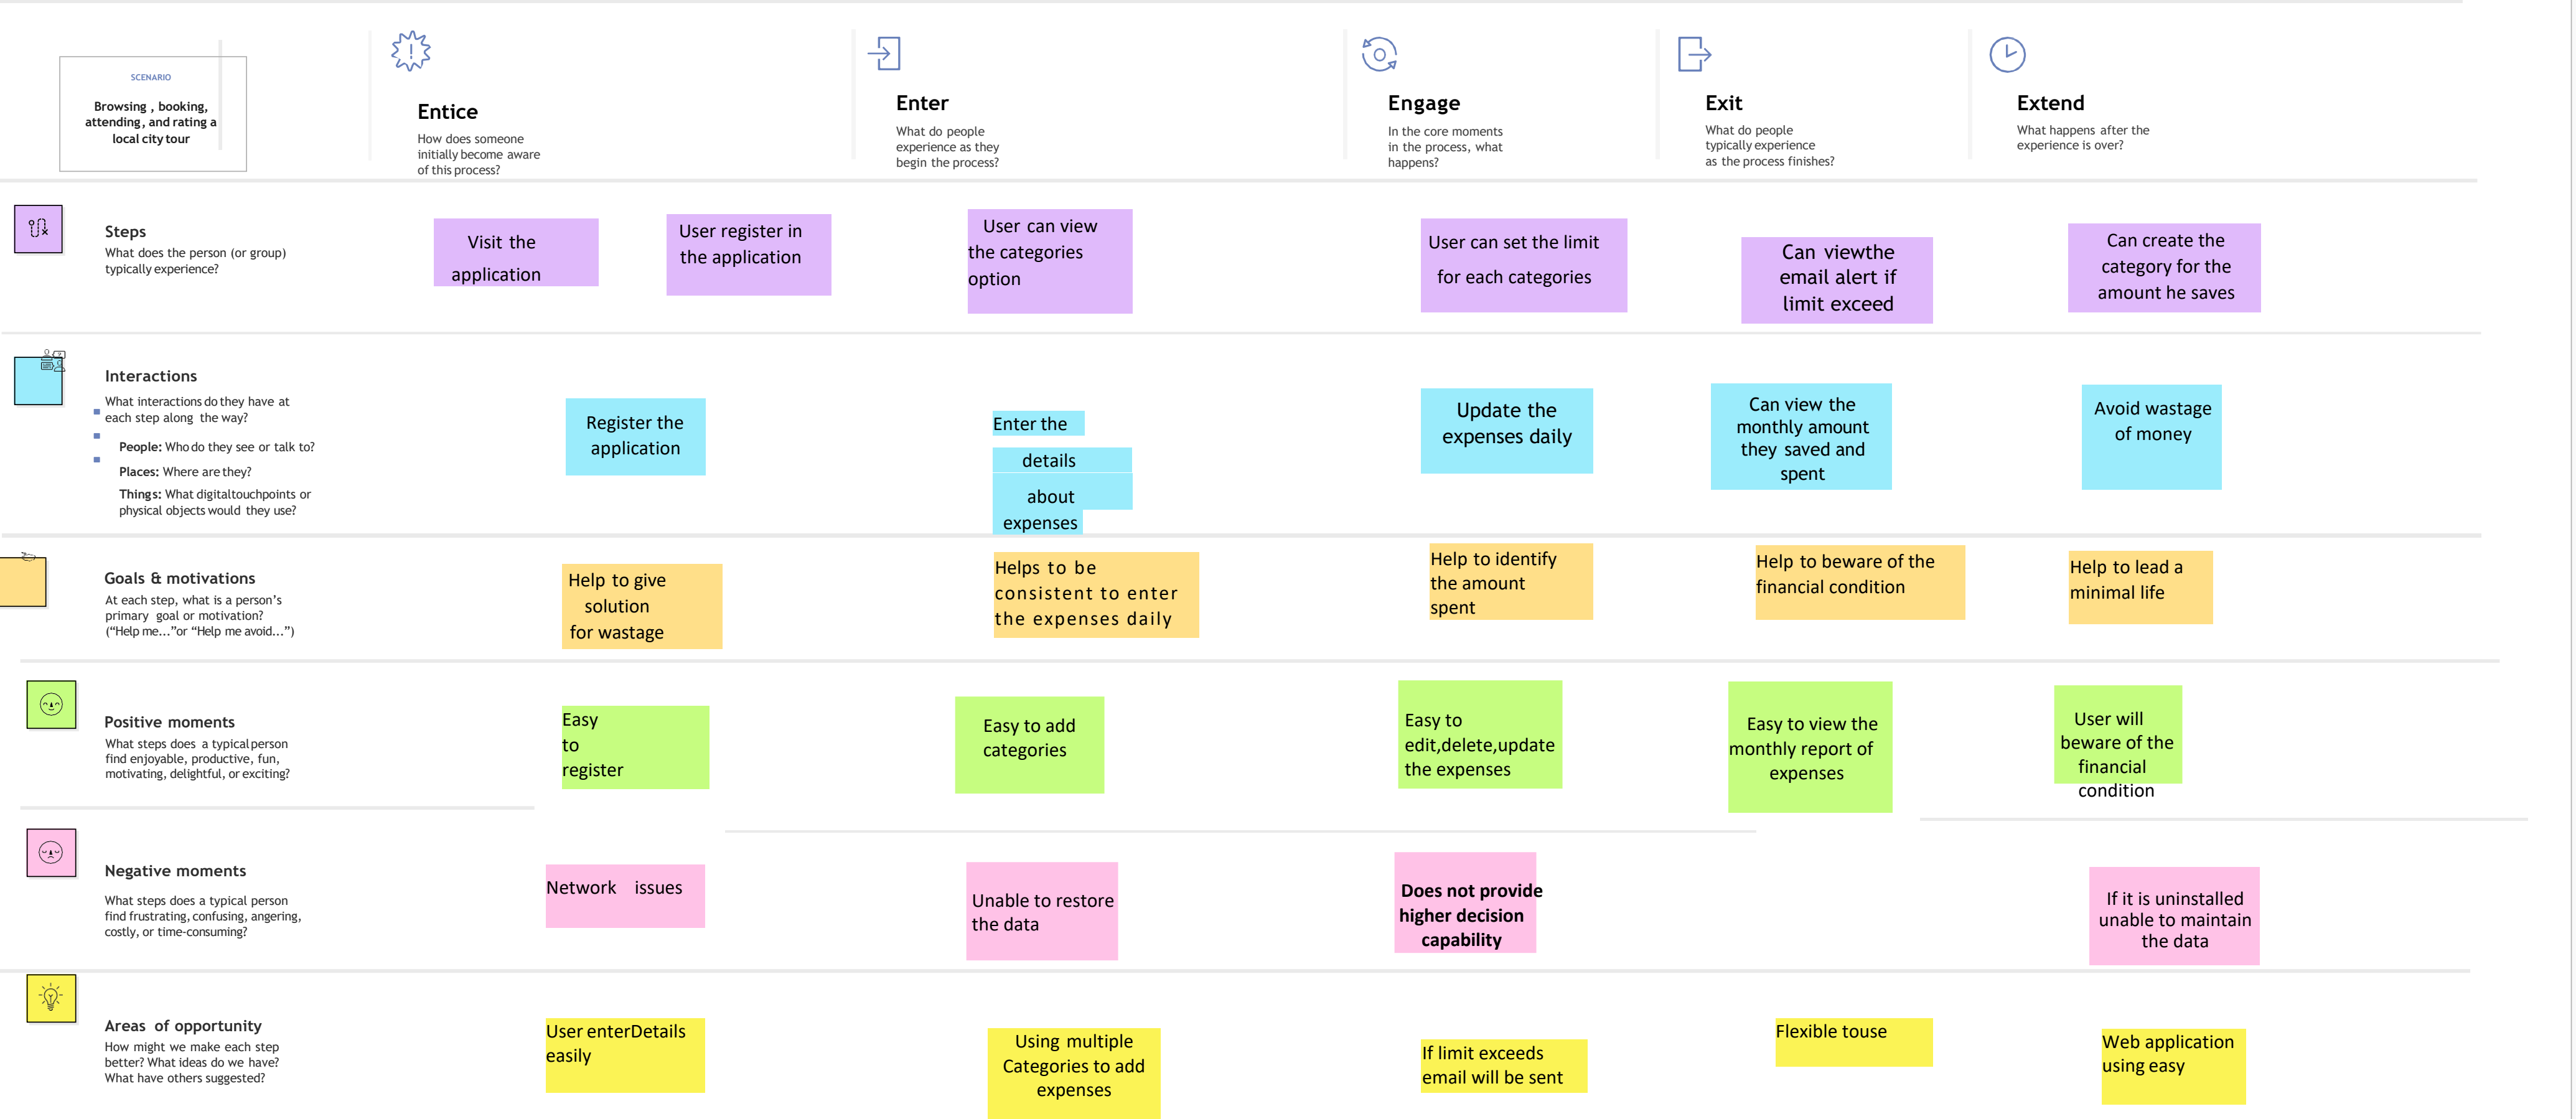 SCENARIO
Browsing , booking,
attending, and rating a
local city tour
Entice
How does someone
initially become aware
of this process?
Enter
What do people
experience as they
begin the process?
Engage
In the core moments
in the process, what
happens?
Exit
What do people
typically experience
as the process finishes?
Extend
What happens after the
experience is over?
Steps
What does the person (or group)
typically experience?
Visit the
application
User register in
the application
User can view
the categories
option
User can set the limit
for each categories
Can viewthe
email alert if
limit exceed
Can create the
category for the
amount he saves
Interactions
What interactions do they have at
each step along the way?
People: Who do they see or talk to?
Places: Where are they?
Things: What digitaltouchpoints or
physical objects would they use?
Register the
application
Enter the
details
about
expenses
Update the
expenses daily
Can view the
monthly amount
they saved and
spent
Avoid wastage
of money
Goals & motivations
At each step, what is a person's
primary goal or motivation?
("Help me..."or "Help me avoid...")
Help to give
solution
for wastage
Helps to be
consistent to enter
the expenses daily
Help to identify
the amount
spent
Help to beware of the
financial condition
Help to lead a
minimal life
Positive moments
What steps does a typical person
find enjoyable, productive, fun,
motivating, delightful, or exciting?
Easy
to
register
Easy to add
categories
Easy to
edit,delete,update
the expenses
Easy to view the
monthly report of
expenses
User will
beware of the
financial
condition
Negative moments
What steps does a typical person
find frustrating, confusing, angering,
costly, or time-consuming?
Network issues
Unable to restore
the data
Does not provide
higher decision
capability
If it is uninstalled
unable to maintain
the data
Areas of opportunity
How might we make each step
better? What ideas do we have?
What have others suggested?
User enterDetails
easily
Using multiple
Categories to add
expenses
If limit exceeds
email will be sent
Flexible touse
Web application
using easy